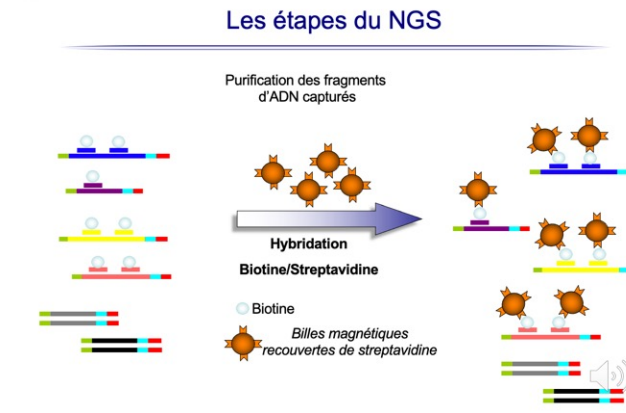 Les étapes du NGS
Purification des fragments
d'ADN capturés
Hybridation
Biotine/Streptavidine
Biotine
Billes magnétiques
recouvertes de streptavidine